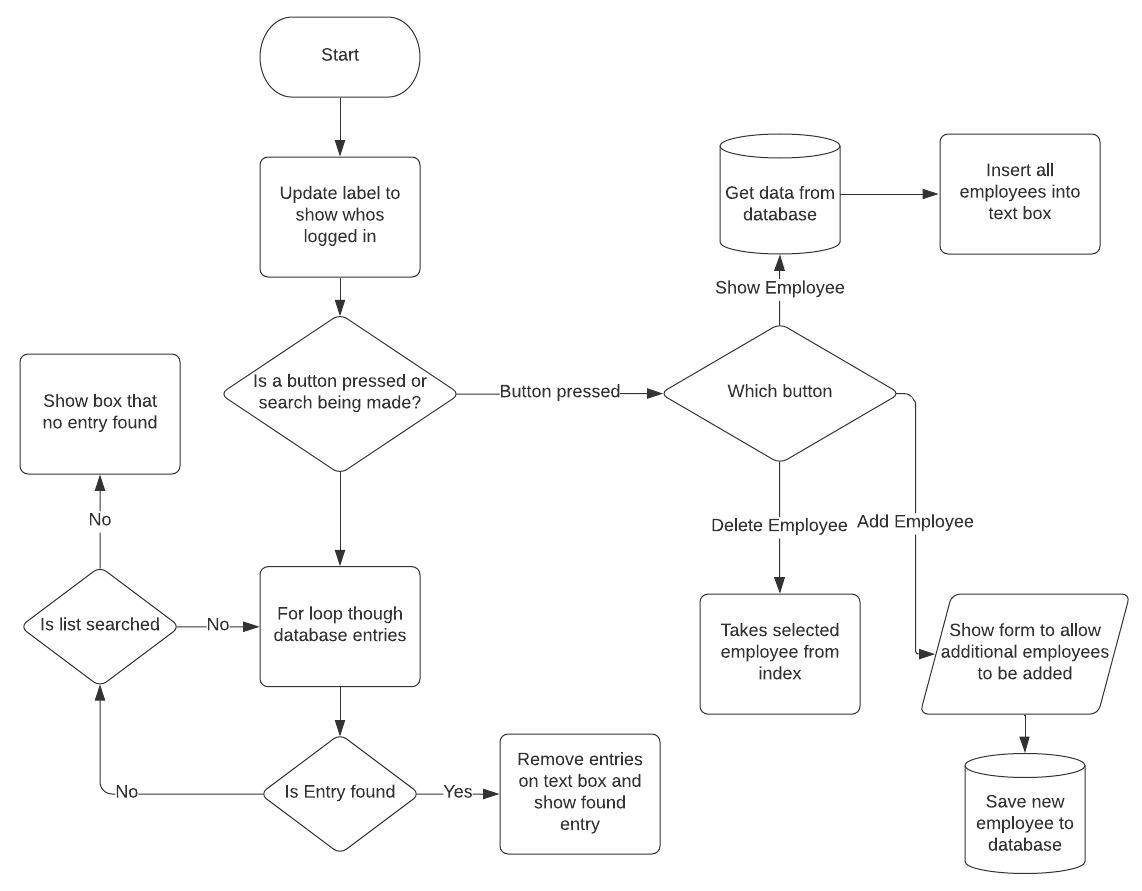 Start
Update label to
show whos
logged in
Is a button pressed or
search being made?
Button pressed
Which button
Show Employee
Get data from
database
Insert all
employees into
text box
Delete Employee
Takes selected
employee from
index
Add Employee
Show form to allow
additional employees
to be added
Save new
employee to
database
For loop though
database entries
Is Entry found
Yes
Remove entries
on text box and
show found
entry
No
Is list searched
No
No
Show box that
no entry found